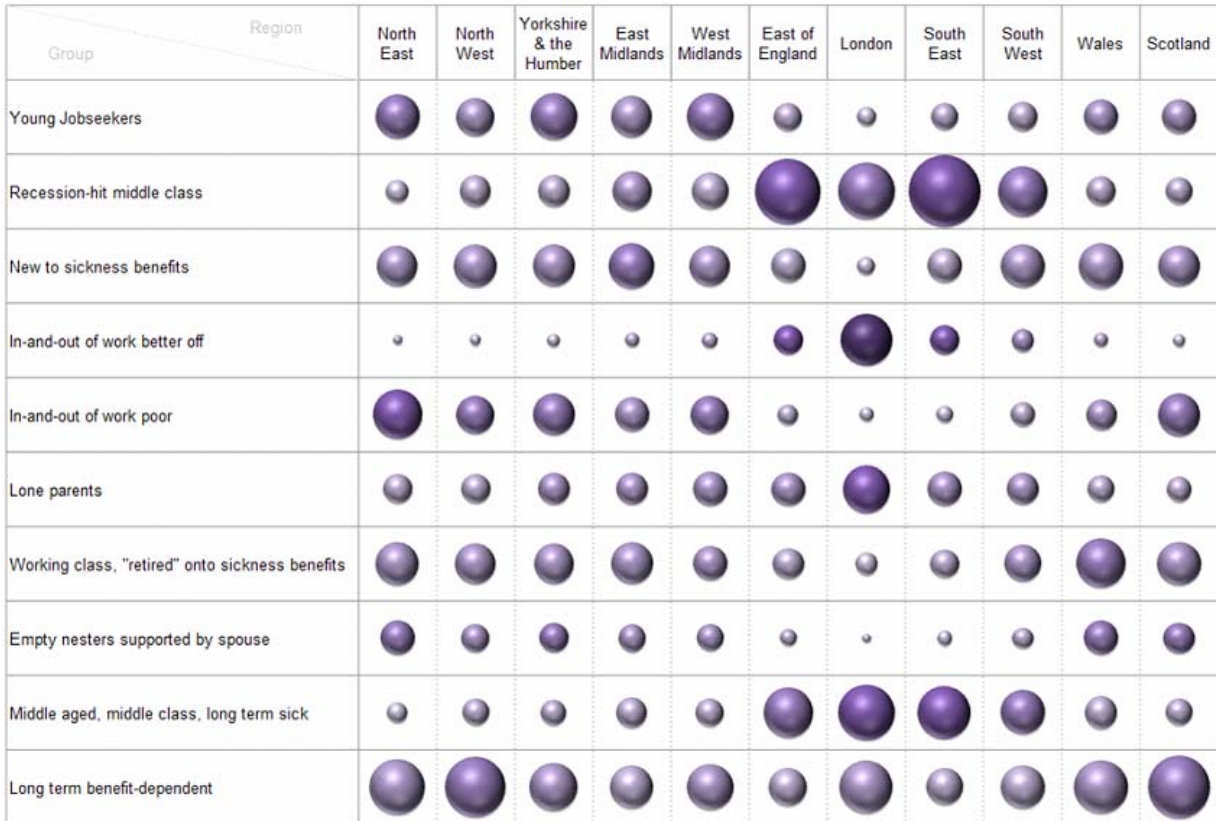 Region
Group
North
East
North
West
Yorkshire
& the
Humber
East
Midlands
West
Midlands
East of
England
London
South
East
South
West
Wales
Scotland
Young Jobseekers
Recession-hit middle class
New to sickness benefits
In-and-out of work better off
In-and-out of work poor
Lone parents
Working class, "retired" onto sickness benefits
Empty nesters supported by spouse
Middle aged, middle class, long term sick
Long term benefit-dependent